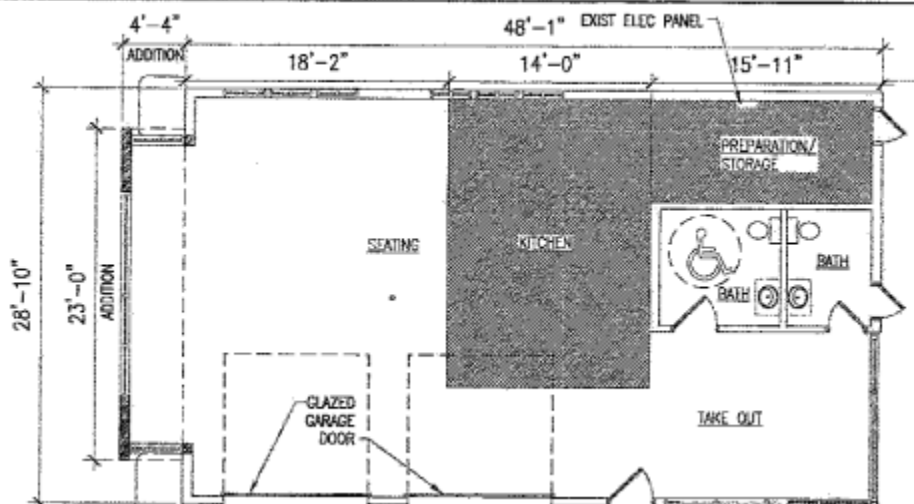 4'-4"
48'-1"
EXIST ELEC PANEL
ADDITION
18'-2"
14'-0"
15'-11"
PREPARATION/
STORAGE
SEATING
KITCHEN
BATH
BATH
28'-10"
23'-0"
ADDITION
GLAZED
GARAGE
DOOR
TAKE OUT